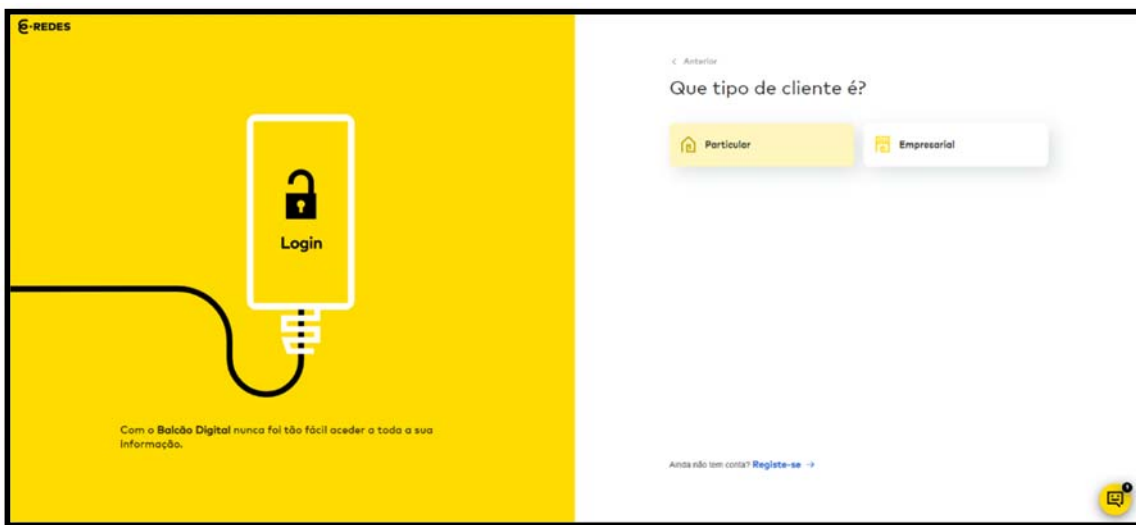 E-REDES
Login
Com o Balcão Digital nunca foi tão fácil aceder a toda a sua
informação.
Anterior
Que tipo de cliente é?
Particular
Empresarial
Ainda não tem conta? Registe-se